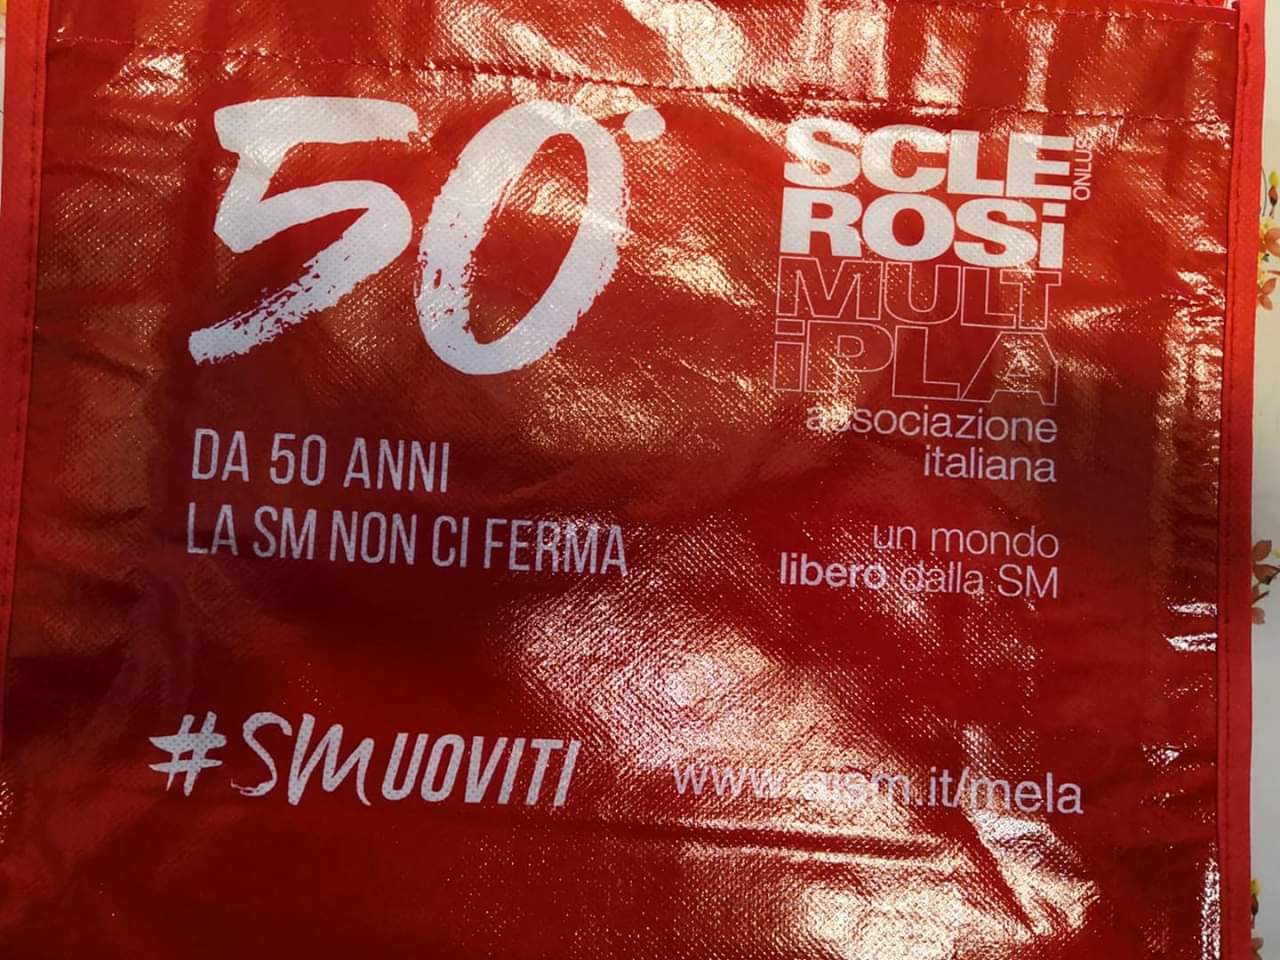 50°
DA 50 ANNI
LA SM NON CI FERMA
#SMUOVITI
SCLE
ROSi
ONLUS
MULT
iPLA
associazione
italiana
un mondo
libero dalla SM
www.aism.it/mela